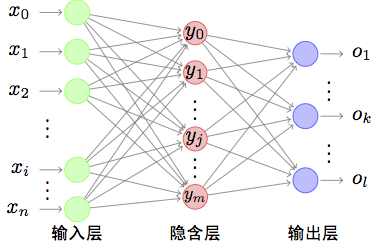 x₀
x₁
x₂
⋮
xᵢ
⋮
xₙ
y₀
y₁
⋮
yⱼ
⋮
yₘ
⋮
o₁
oₖ
⋮
oₗ
输入层 隐含层 输出层